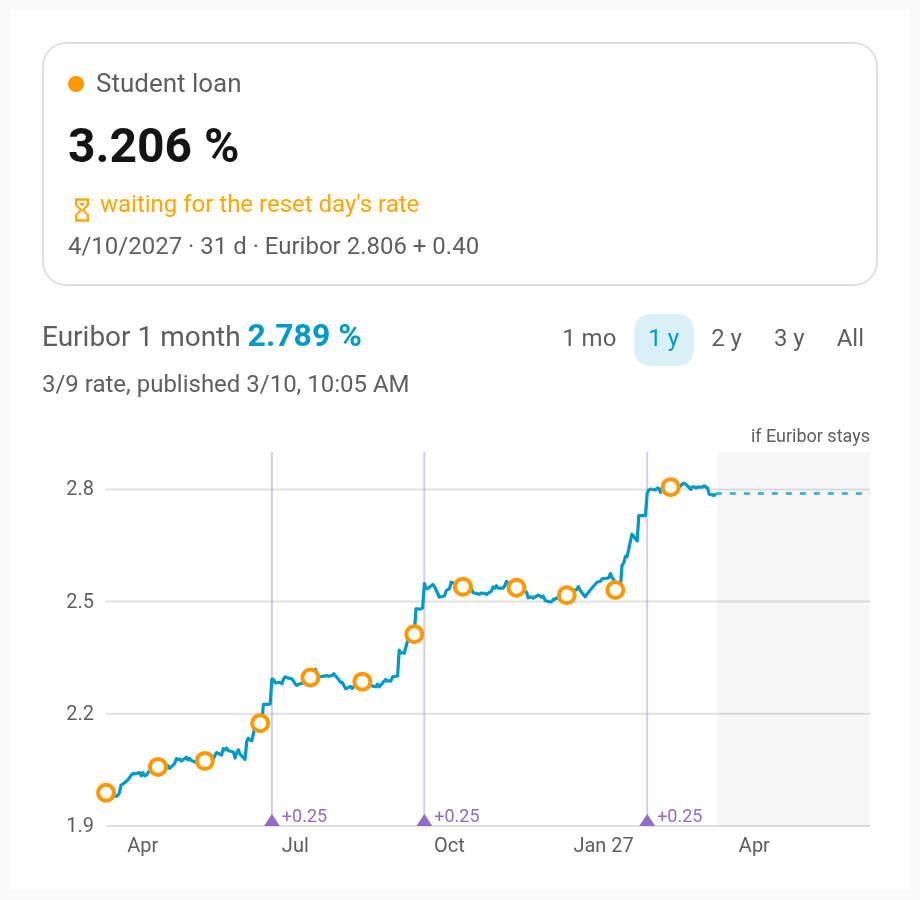 Student loan
3.206 %
waiting for the reset day's rate
4/10/2027 · 31 d · Euribor 2.806 + 0.40
Euribor 1 month 2.789 %
1 mo 1 y 2 y 3 y All
3/9 rate, published 3/10, 10:05 AM
if Euribor stays
2.8
2.5
2.2
1.9
+0.25 +0.25 +0.25
Apr Jul Oct Jan 27 Apr